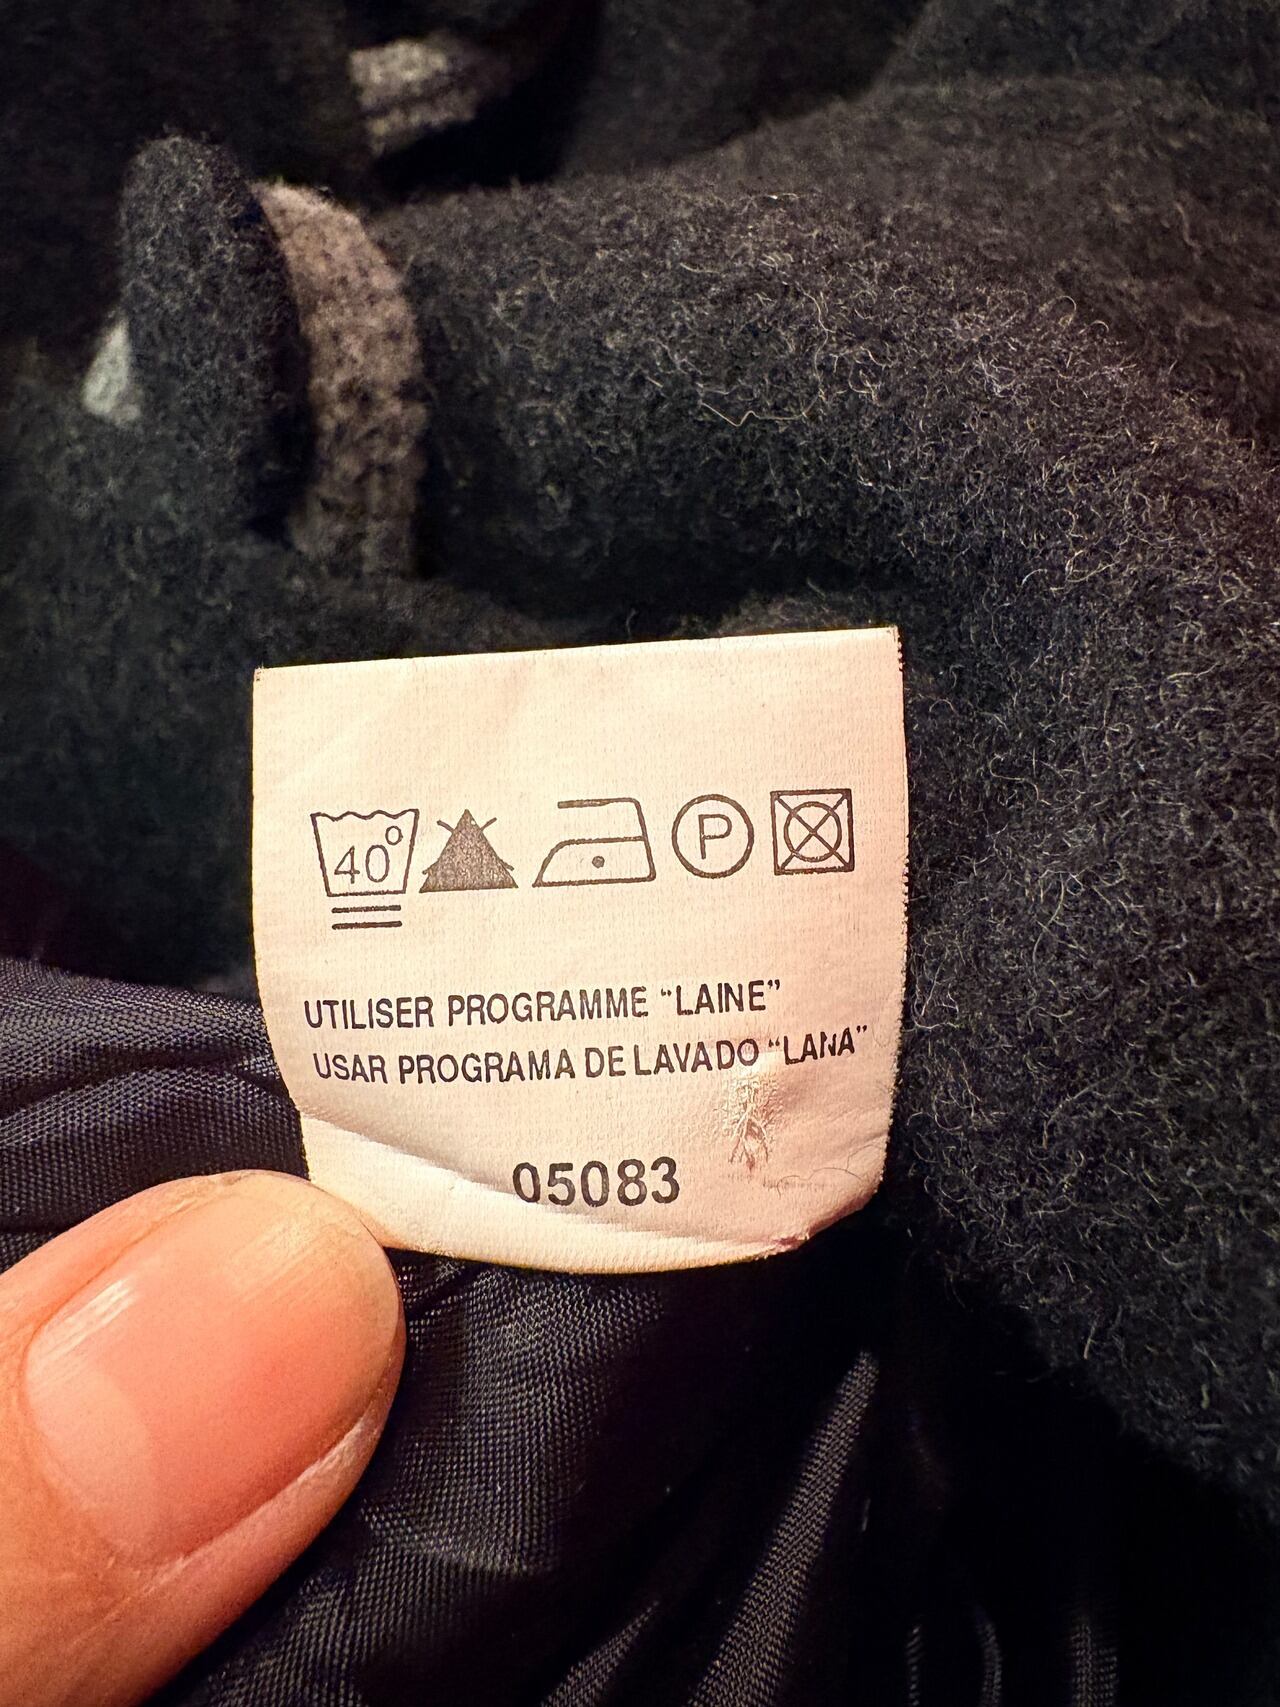 40°
P
UTILISER PROGRAMME “LAINE”
USAR PROGRAMA DE LAVADO “LANA”
05083